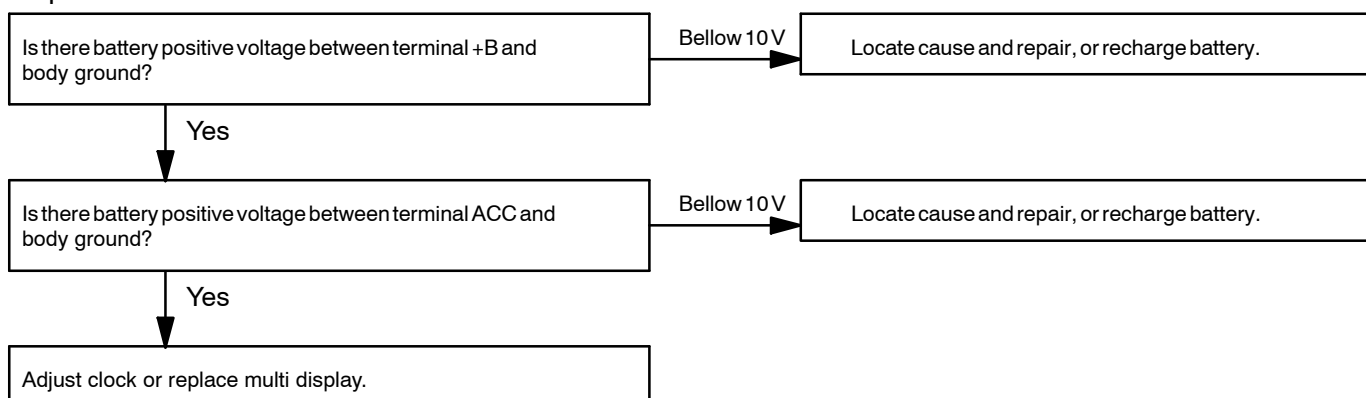 Is there battery positive voltage between terminal +B and
body ground?
Bellow 10 V
Locate cause and repair, or recharge battery.
Yes
Is there battery positive voltage between terminal ACC and
body ground?
Bellow 10 V
Locate cause and repair, or recharge battery.
Yes
Adjust clock or replace multi display.